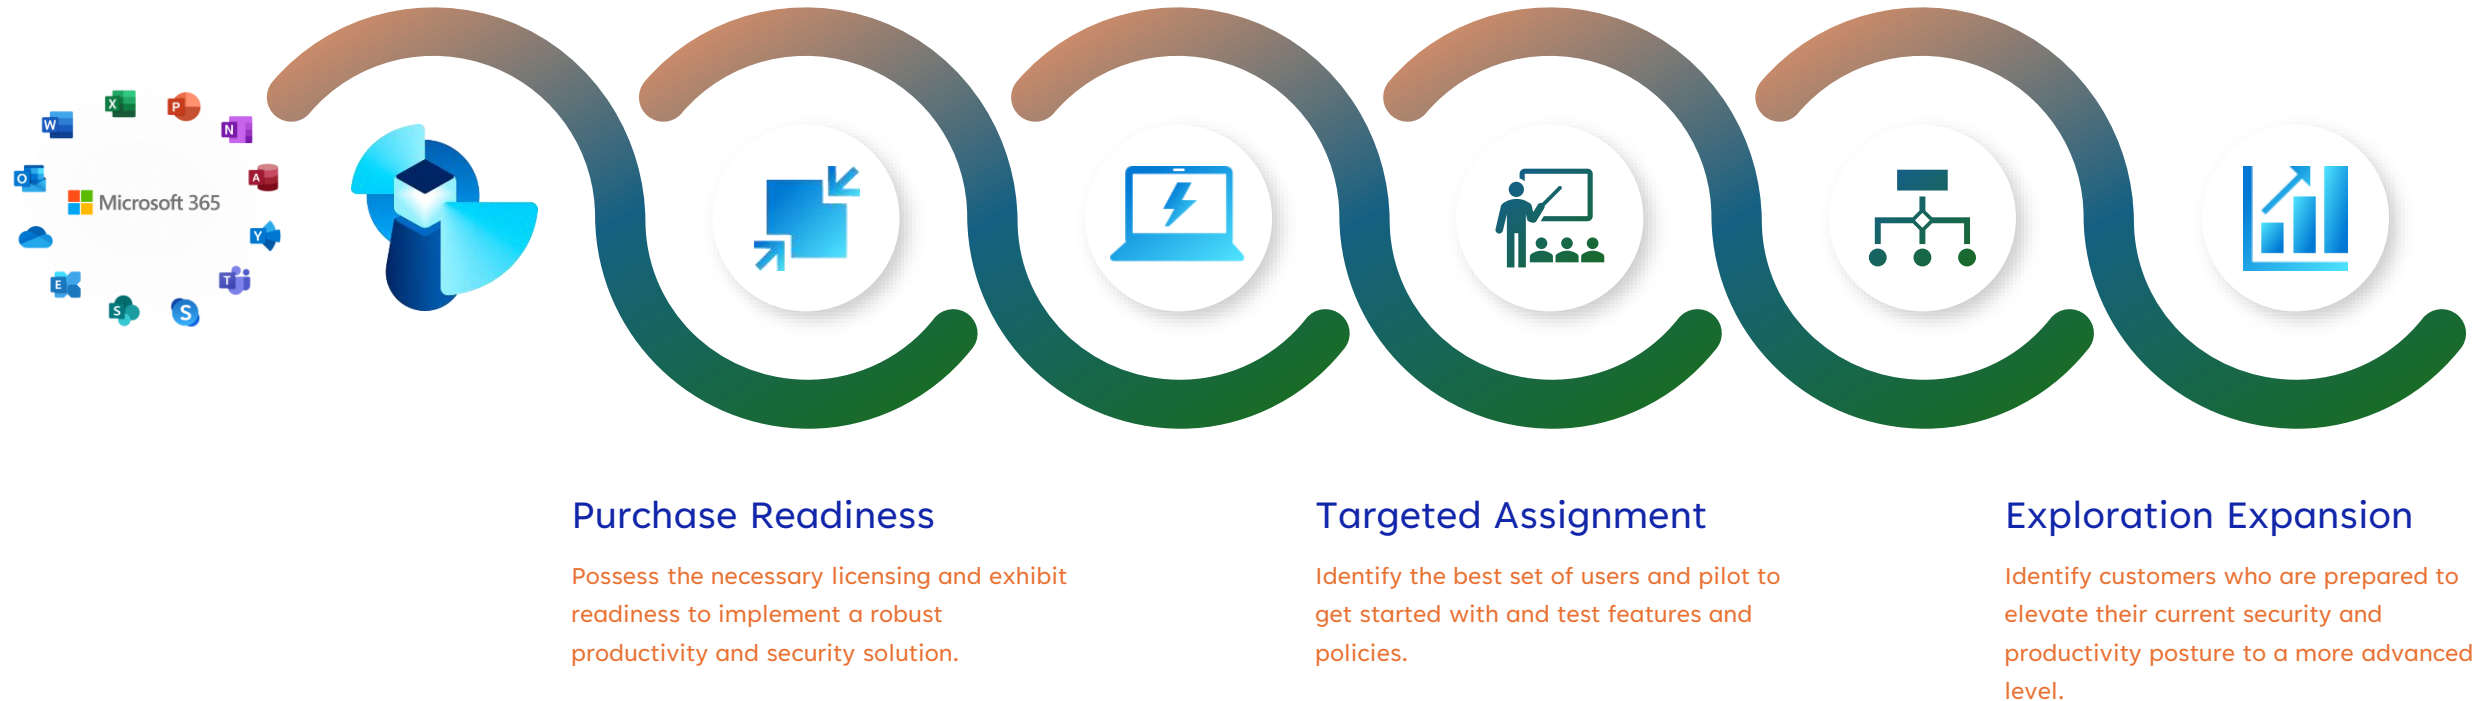 X
P
W
N
O
A
Microsoft 365
Y
E
T
S
S
Purchase Readiness
Possess the necessary licensing and exhibit
readiness to implement a robust
productivity and security solution.
Targeted Assignment
Identify the best set of users and pilot to
get started with and test features and
policies.
Exploration Expansion
Identify customers who are prepared to
elevate their current security and
productivity posture to a more advanced
level.